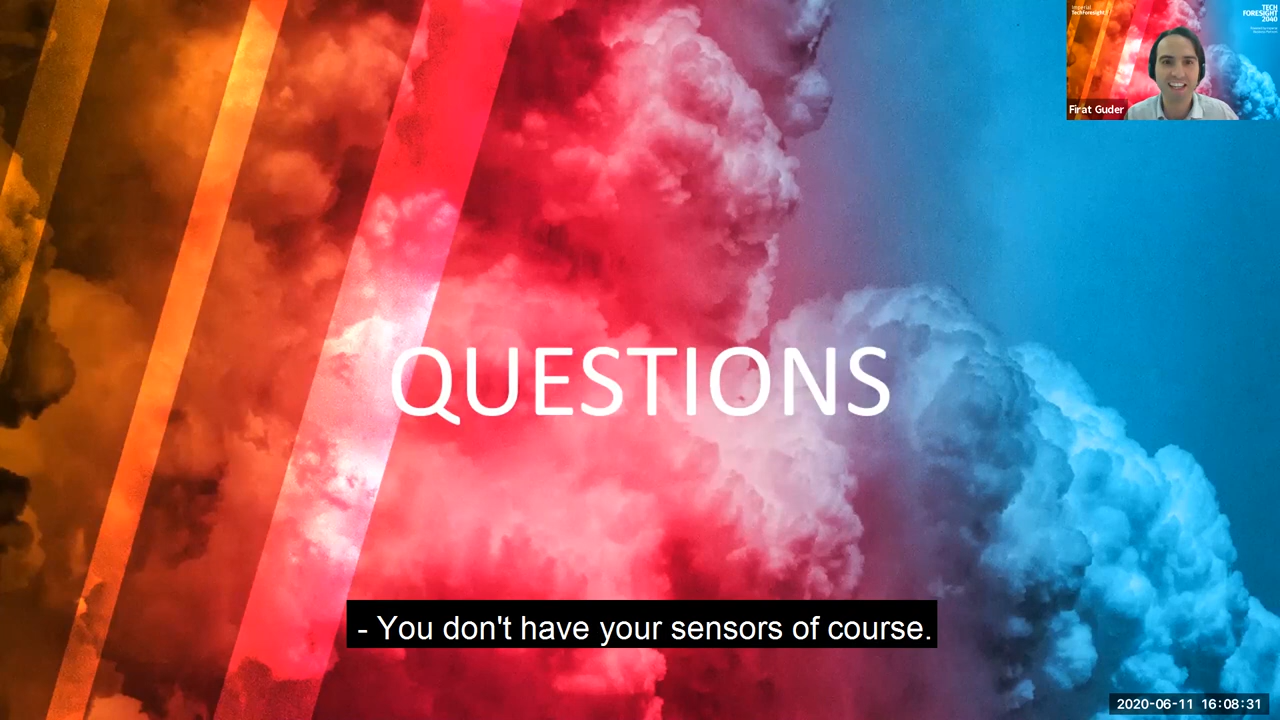 Imperial
TechForesight
TECH
FORESIGHT
2040
Firat Guder
QUESTIONS
- You don't have your sensors of course.
2020-06-11 16:08:31